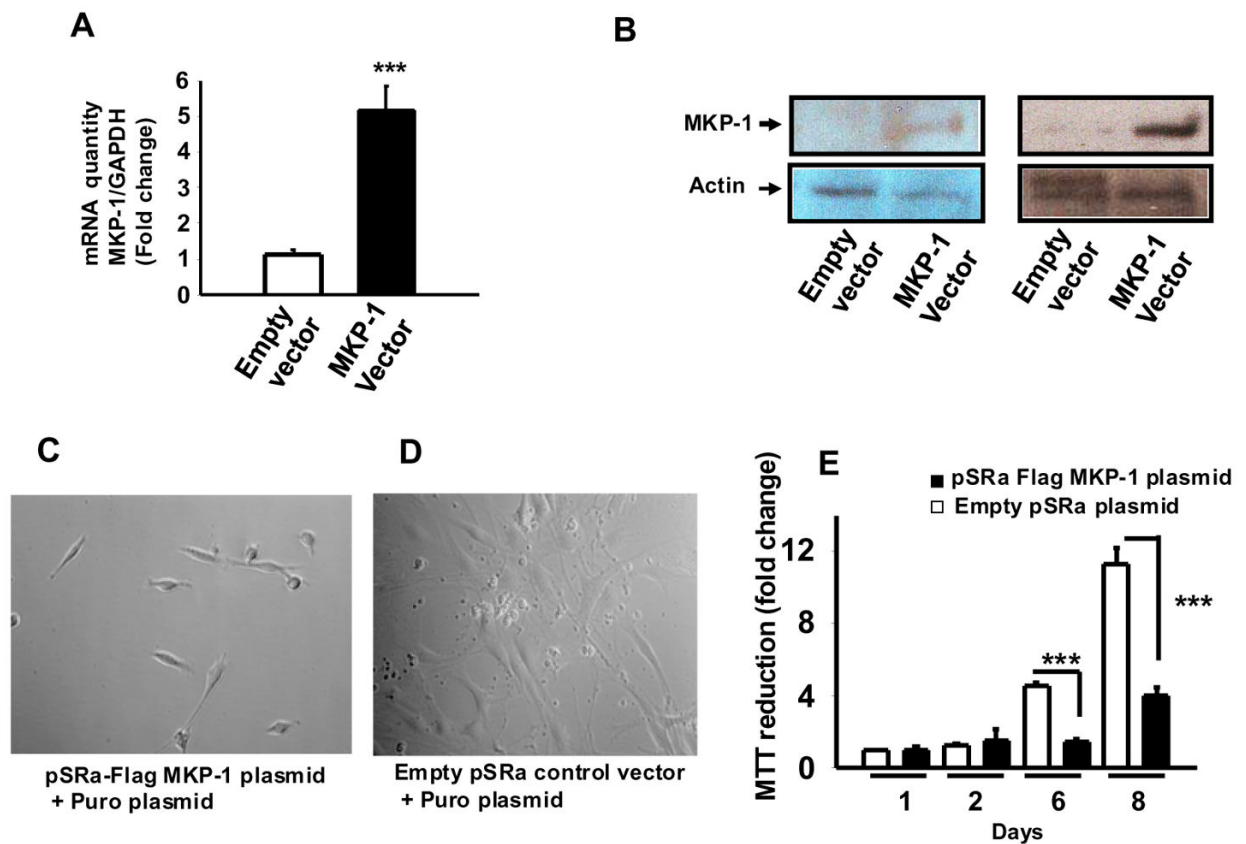 A
mRNA quantity
MKP-1/GAPDH
(Fold change)
6
5
4
3
2
1
0
***
Empty
vector
MKP-1
Vector
B
MKP-1
Actin
Empty
vector
MKP-1
Vector
Empty
vector
MKP-1
Vector
C
pSRa-Flag MKP-1 plasmid
+ Puro plasmid
D
Empty pSRa control vector
+ Puro plasmid
E
pSRa Flag MKP-1 plasmid
Empty pSRa plasmid
MTT reduction (fold change)
12
8
4
0
***
***
1 2 6 8
Days